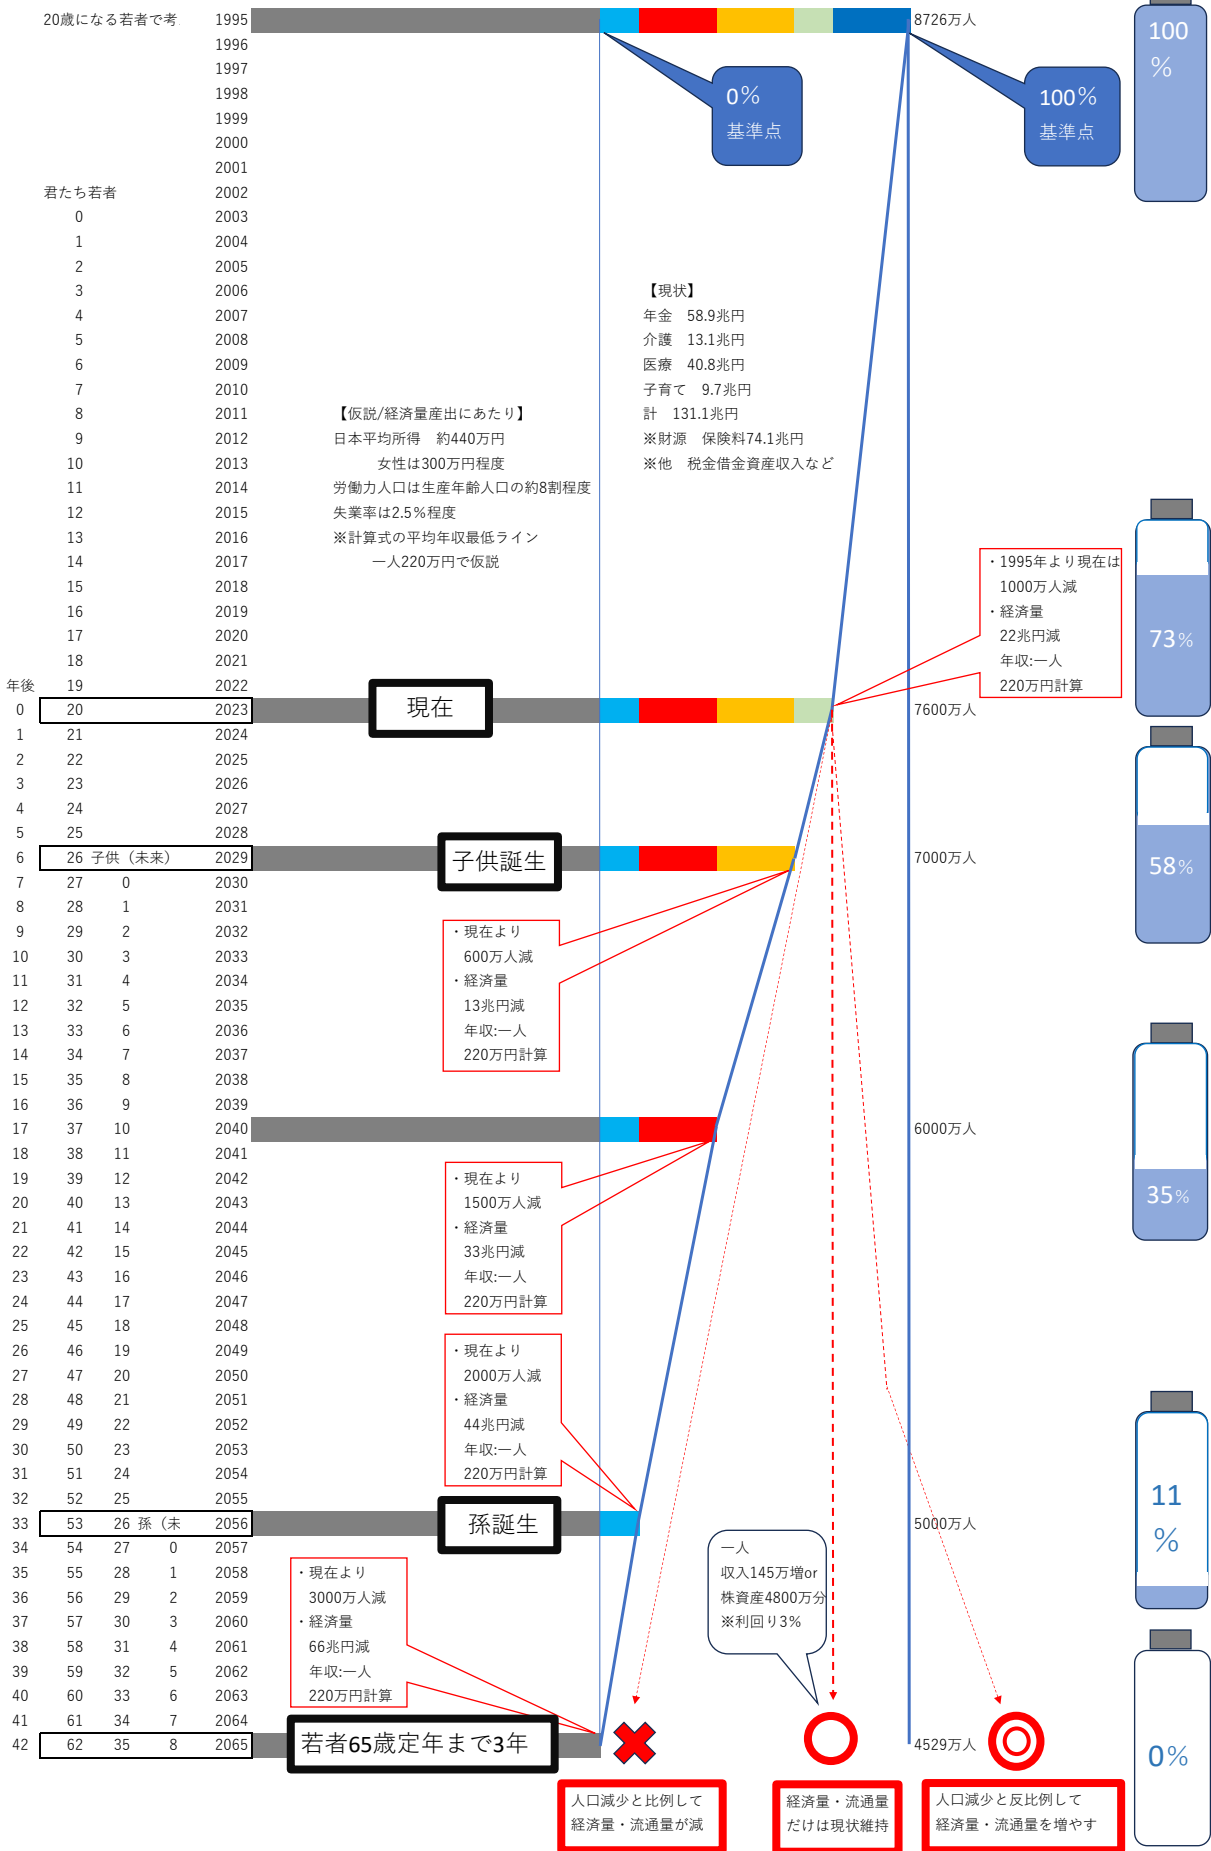 20歳になる若者で考 1995 8726万人
100
%
1996
1997
1998
1999
2000
2001
0%
基準点
100%
基準点
君たち若者 2002
0 2003
1 2004
2 2005
3 2006
4 2007
5 2008
6 2009
7 2010
8 2011
9 2012
10 2013
11 2014
12 2015
13 2016
14 2017
15 2018
16 2019
17 2020
18 2021
【現状】
年金 58.9兆円
介護 13.1兆円
医療 40.8兆円
子育て 9.7兆円
計 131.1兆円
※財源 保険料74.1兆円
※他 税金借金資産収入など
【仮説/経済量産出にあたり】
日本平均所得 約440万円
女性は300万円程度
労働力人口は生産年齢人口の約8割程度
失業率は2.5%程度
※計算式の平均年収最低ライン
一人220万円で仮説
・1995年より現在は
1000万人減
・経済量
22兆円減
年収:一人
220万円計算
73%
年後 19 2022
0 20 2023 現在 7600万人
1 21 2024
2 22 2025
3 23 2026
4 24 2027
5 25 2028
6 26 子供（未来） 2029 子供誕生 7000万人
58%
7 27 0 2030
8 28 1 2031
9 29 2 2032
10 30 3 2033
11 31 4 2034
12 32 5 2035
13 33 6 2036
14 34 7 2037
15 35 8 2038
16 36 9 2039
・現在より
600万人減
・経済量
13兆円減
年収:一人
220万円計算
17 37 10 2040 6000万人
35%
18 38 11 2041
19 39 12 2042
20 40 13 2043
21 41 14 2044
22 42 15 2045
23 43 16 2046
24 44 17 2047
25 45 18 2048
26 46 19 2049
27 47 20 2050
28 48 21 2051
29 49 22 2052
30 50 23 2053
31 51 24 2054
32 52 25 2055
・現在より
1500万人減
・経済量
33兆円減
年収:一人
220万円計算
・現在より
2000万人減
・経済量
44兆円減
年収:一人
220万円計算
33 53 26 孫（未 2056 孫誕生 5000万人
11
%
34 54 27 0 2057
35 55 28 1 2058
36 56 29 2 2059
37 57 30 3 2060
38 58 31 4 2061
39 59 32 5 2062
40 60 33 6 2063
41 61 34 7 2064
・現在より
3000万人減
・経済量
66兆円減
年収:一人
220万円計算
一人
収入145万増or
株資産4800万分
※利回り3%
42 62 35 8 2065 若者65歳定年まで3年 4529万人
0%
人口減少と比例して
経済量・流通量が減
経済量・流通量
だけは現状維持
人口減少と反比例して
経済量・流通量を増やす